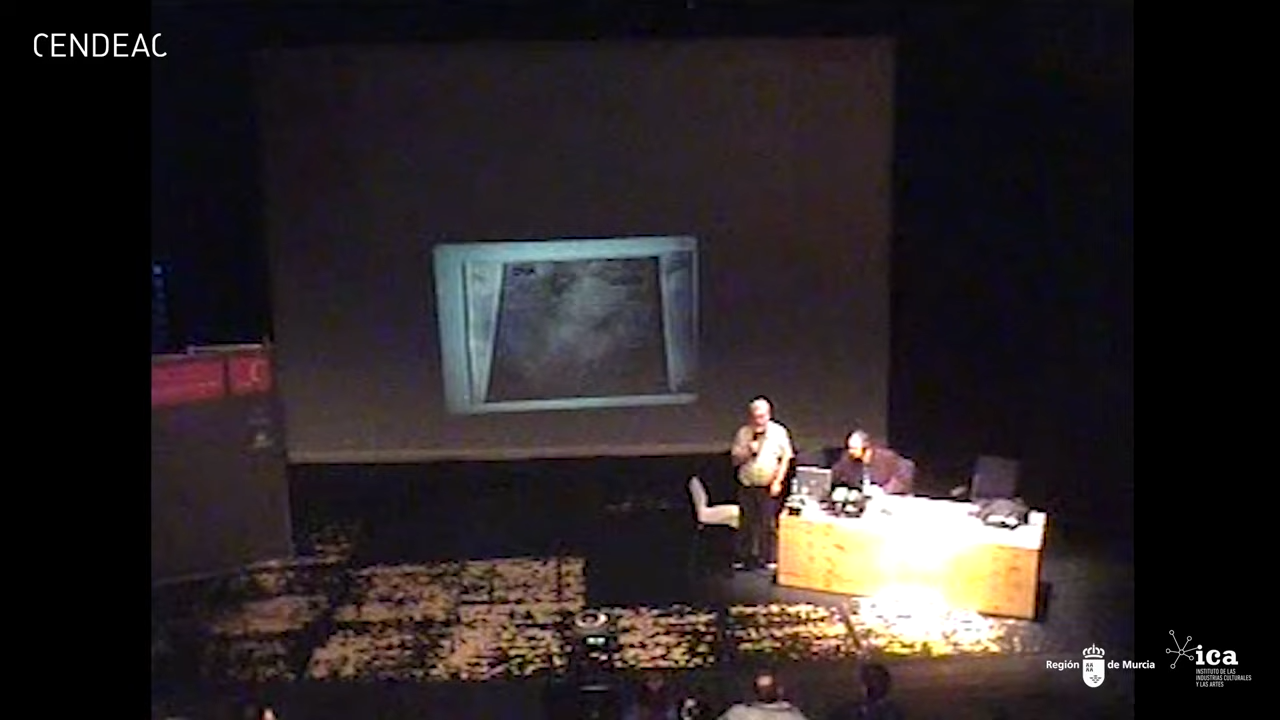 CENDEAC
Región de Murcia
ica
INSTITUTO DE LAS
INDUSTRIAS CULTURALES
Y LAS ARTES